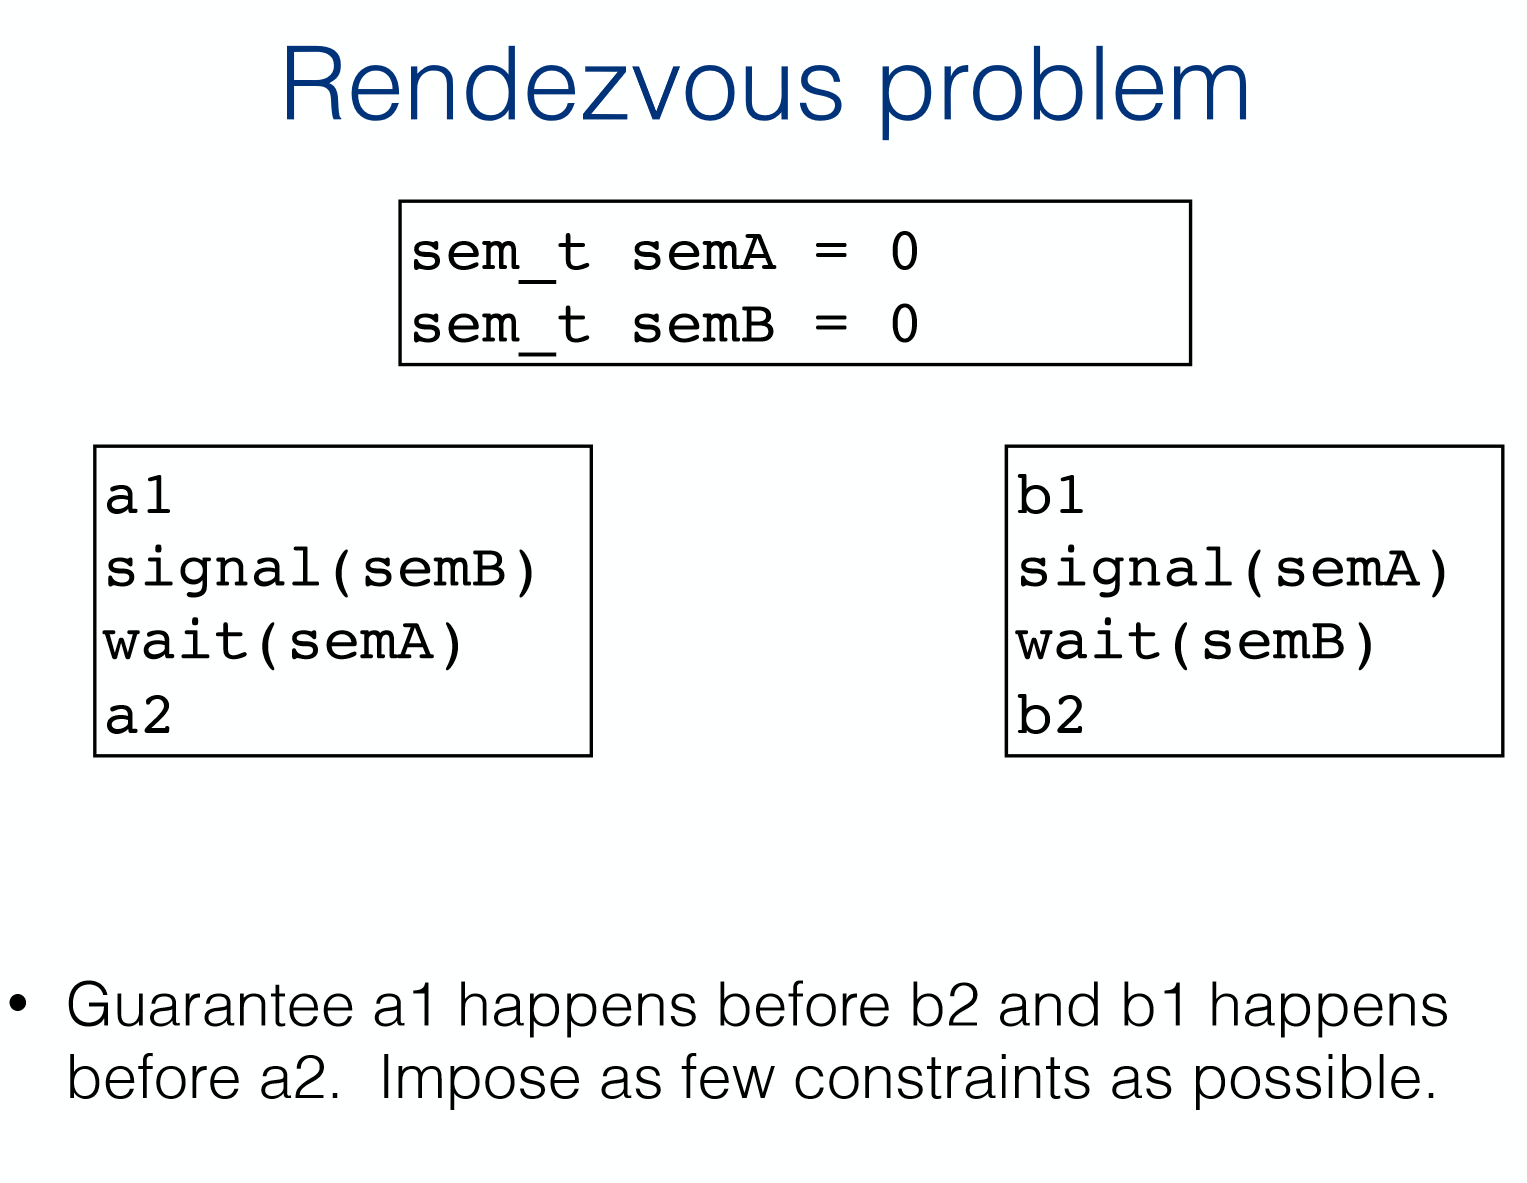 Rendezvous problem
sem_t semA = 0
sem_t semB = 0
a1
signal(semB)
wait(semA)
a2
b1
signal(semA)
wait(semB)
b2
• Guarantee a1 happens before b2 and b1 happens
before a2.  Impose as few constraints as possible.